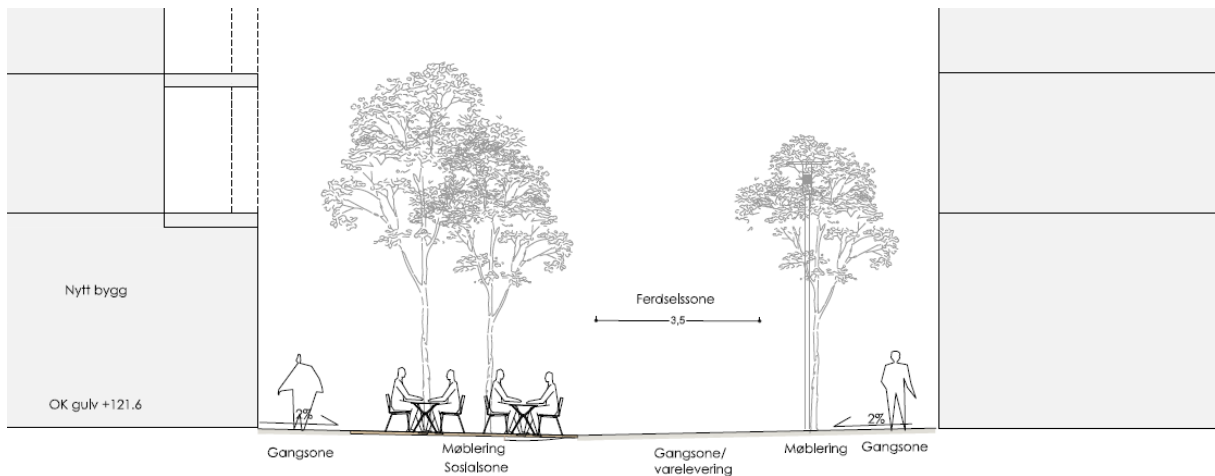 Nytt bygg
Ferdselssone
3,5
OK gulv +121.6
2%
2%
Gangsone
Møblering
Sosialsone
Gangsone/
varelevering
Møblering
Gangsone